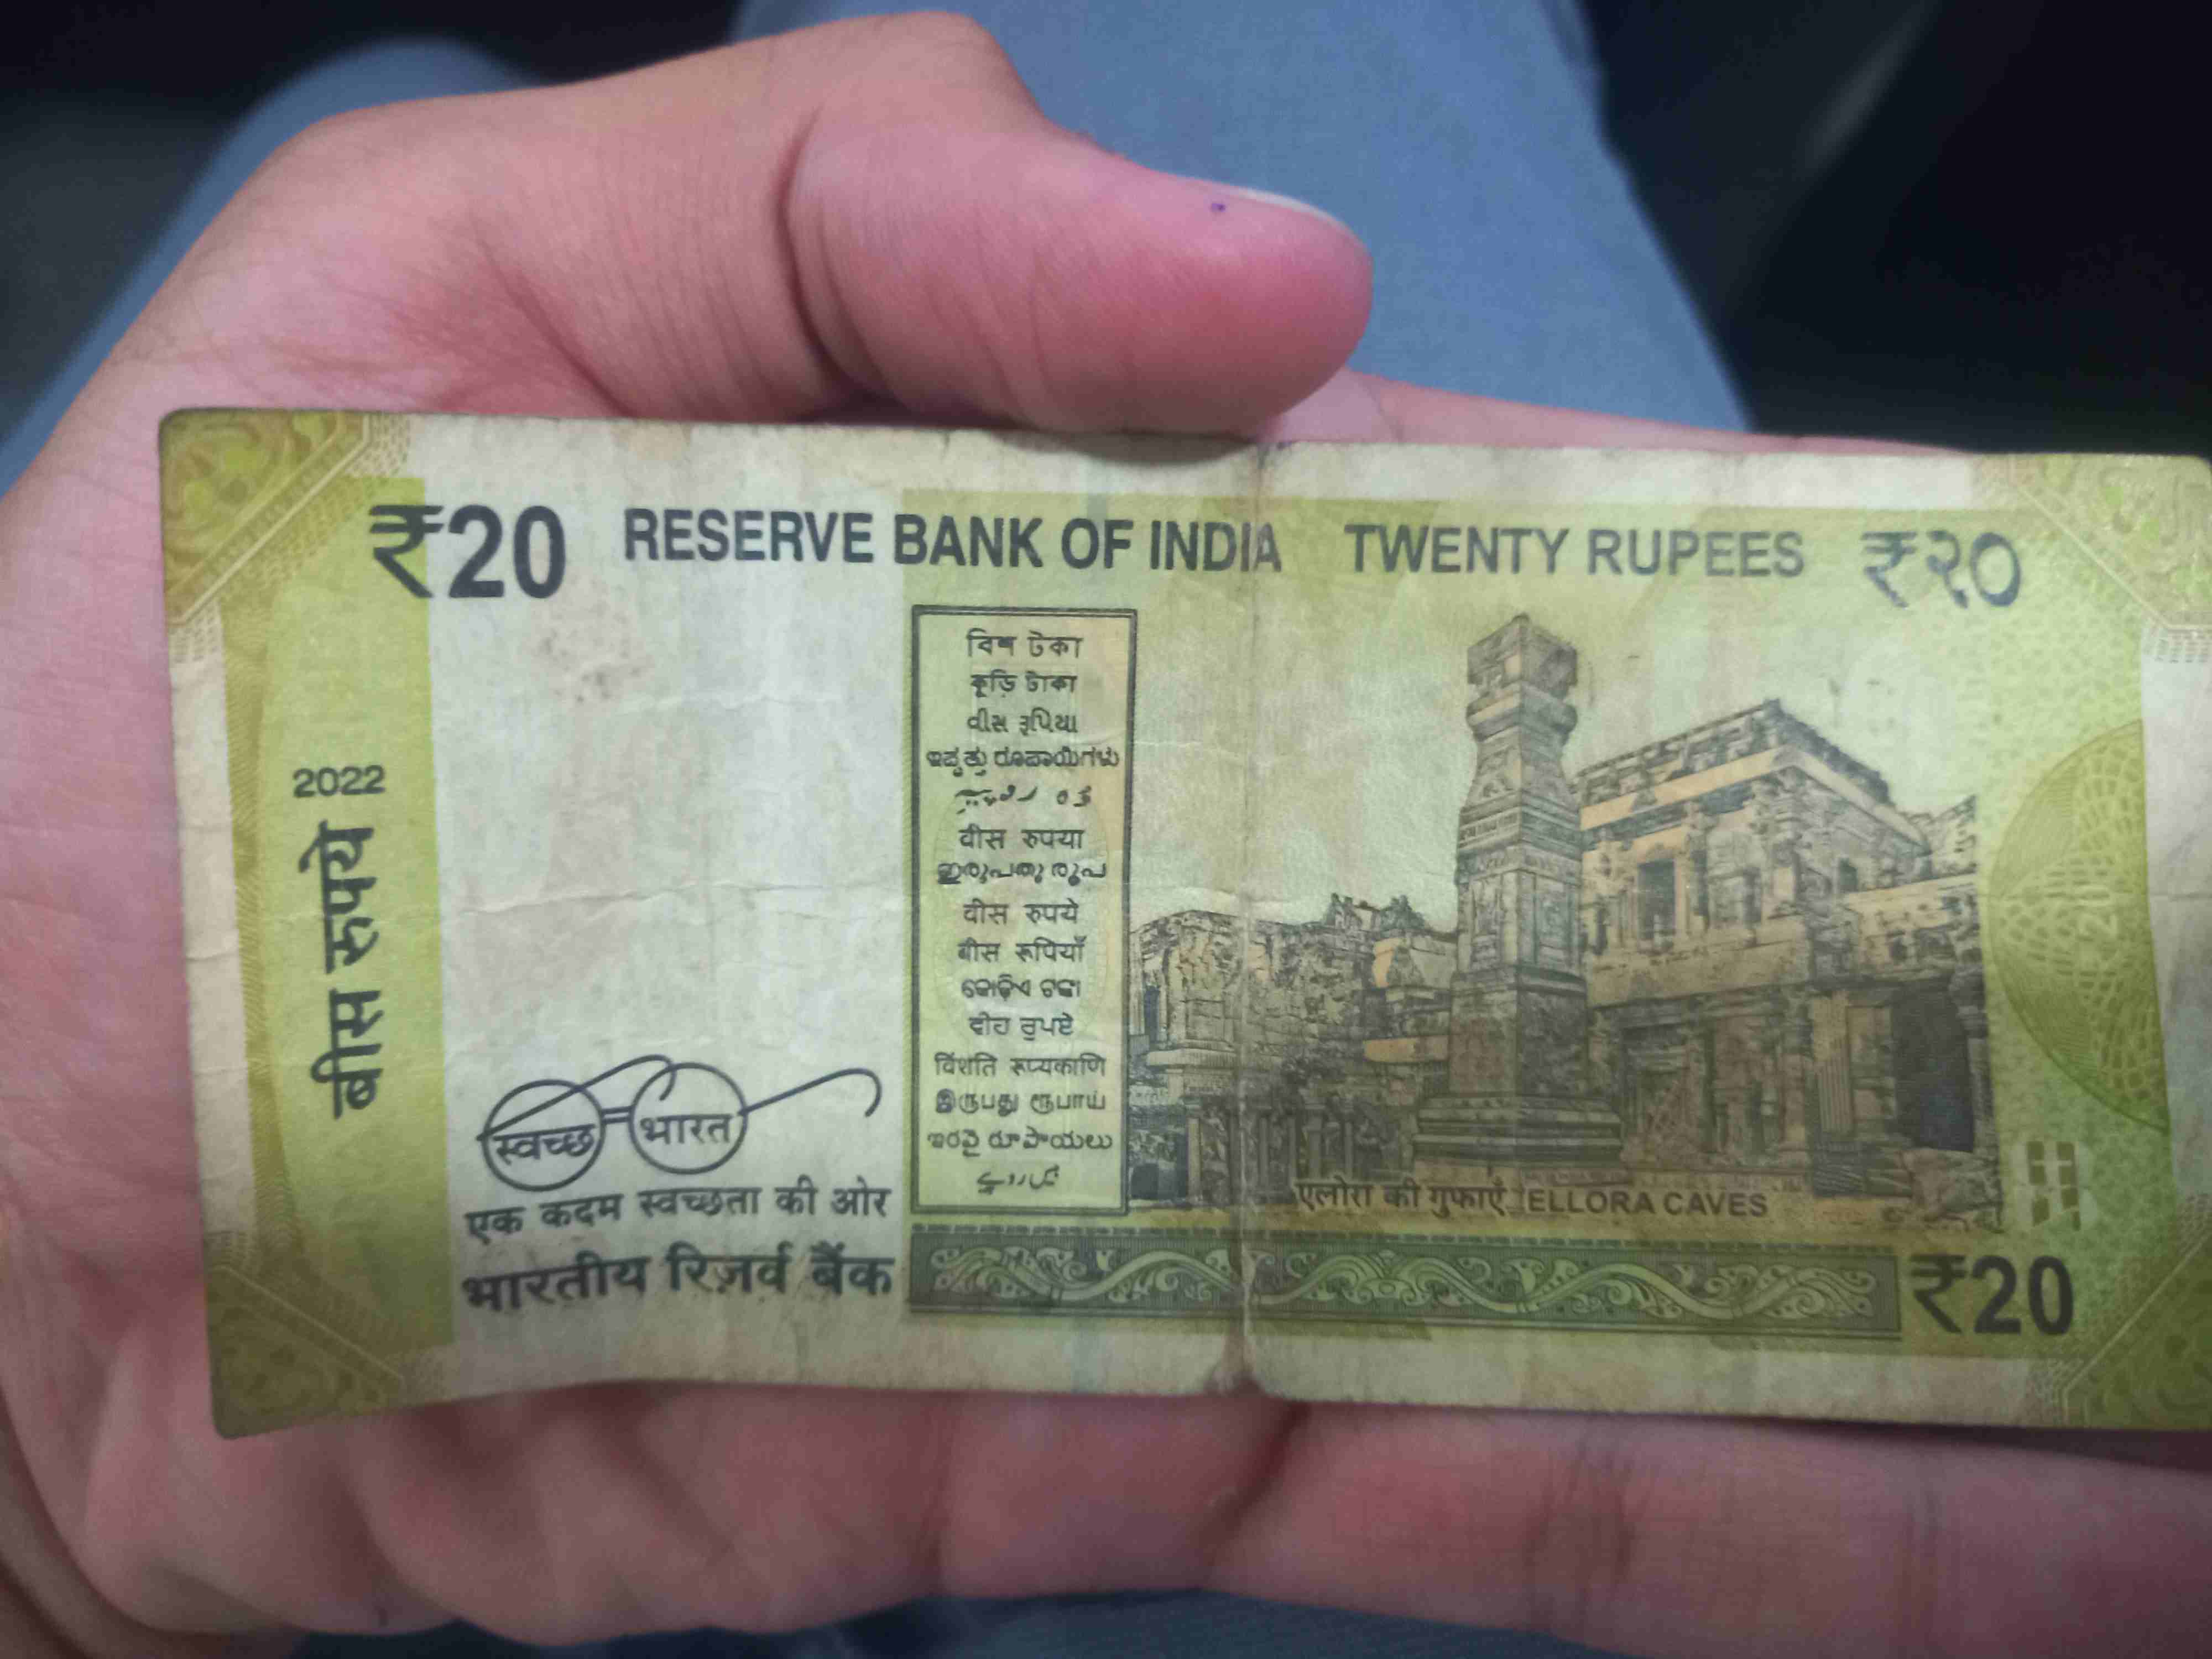 ₹20 RESERVE BANK OF INDIA TWENTY RUPEES ₹२०
2022
बीस रुपये
বিশ টকা
কুড়ি টাকা
વીસ રૂપિયા
ಇಪ್ಪತ್ತು ರೂಪಾಯಿಗಳು
वीस रुपया
ഇരുപതു രൂപ
वीस रुपये
बीस रूपियाँ
କୋଡ଼ିଏ ଟଙ୍କା
ਵੀਹ ਰੁਪਏ
विंशति रूप्यकाणि
இருபது ரூபாய்
ఇరవై రూపాయలు
स्वच्छ भारत
एक कदम स्वच्छता की ओर
भारतीय रिज़र्व बैंक
एलोरा की गुफाएँ ELLORA CAVES
₹20